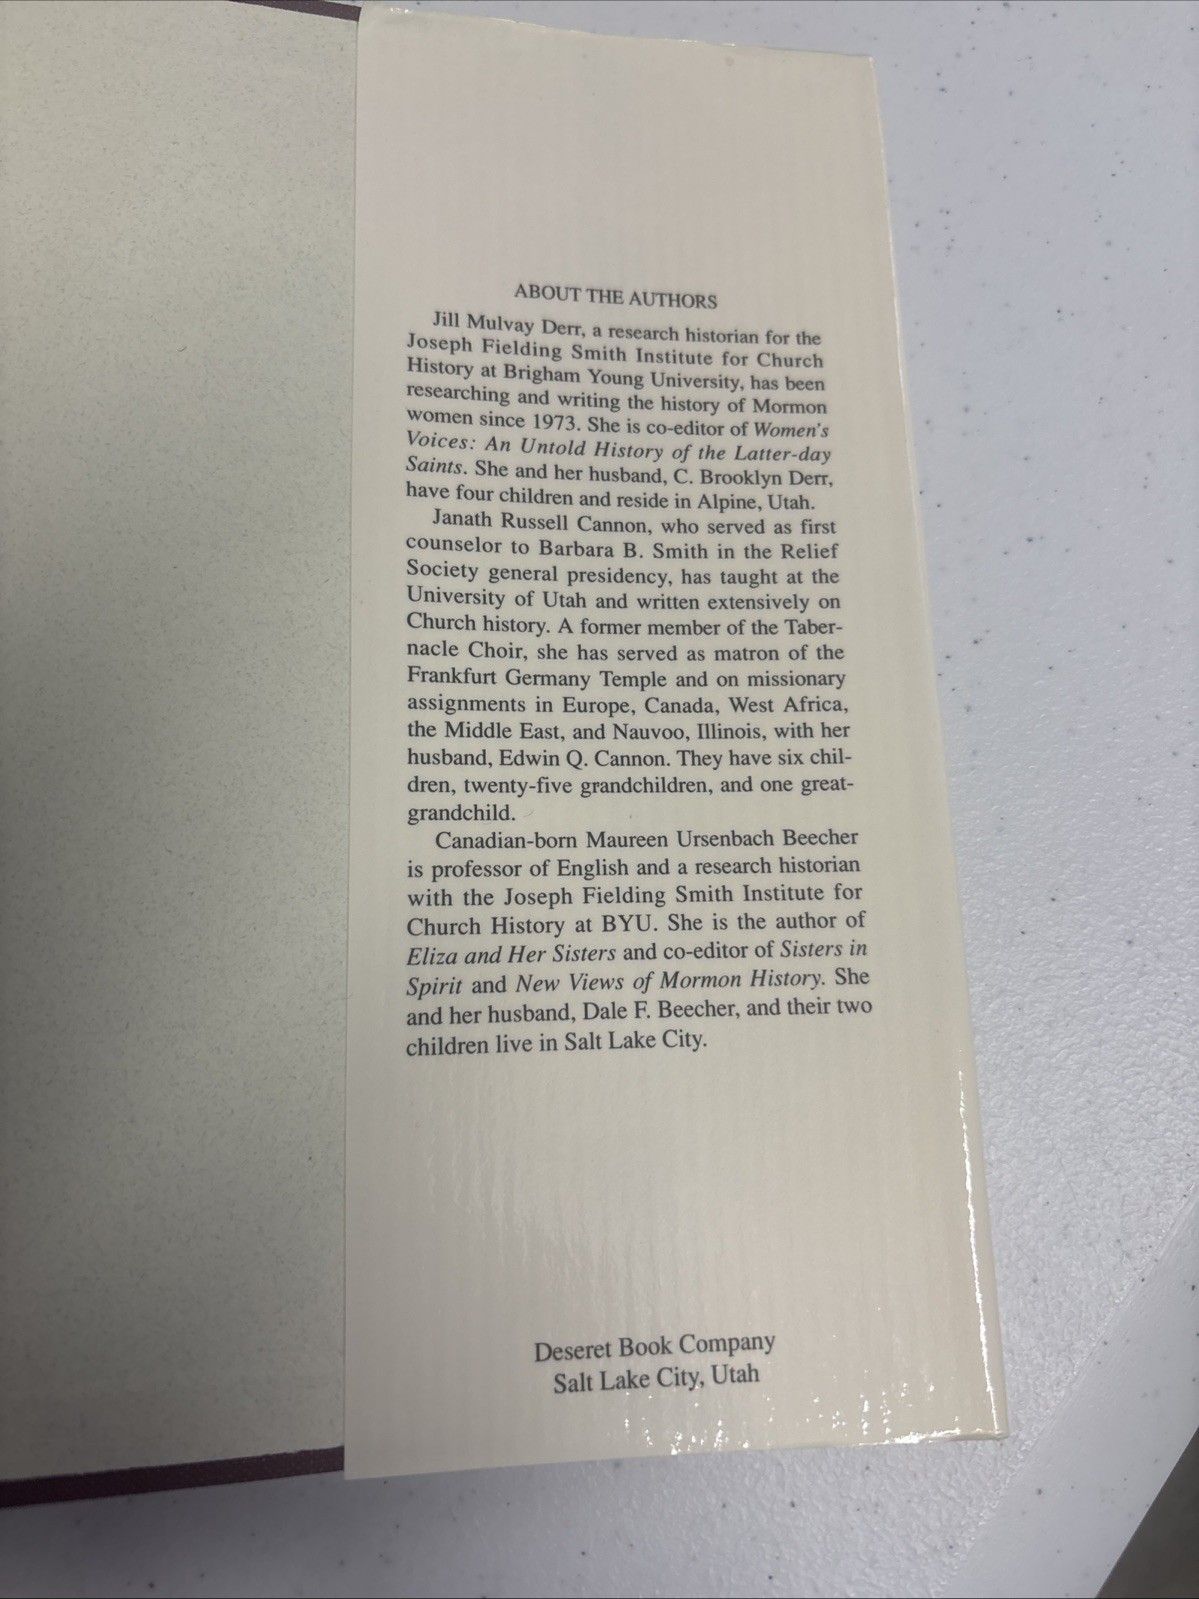 ABOUT THE AUTHORS
Jill Mulvay Derr, a research historian for the
Joseph Fielding Smith Institute for Church
History at Brigham Young University, has been
researching and writing the history of Mormon
women since 1973. She is co-editor of Women's
Voices: An Untold History of the Latter-day
Saints. She and her husband, C. Brooklyn Derr,
have four children and reside in Alpine, Utah.
Janath Russell Cannon, who served as first
counselor to Barbara B. Smith in the Relief
Society general presidency, has taught at the
University of Utah and written extensively on
Church history. A former member of the Taber-
nacle Choir, she has served as matron of the
Frankfurt Germany Temple and on missionary
assignments in Europe, Canada, West Africa,
the Middle East, and Nauvoo, Illinois, with her
husband, Edwin Q. Cannon. They have six chil-
dren, twenty-five grandchildren, and one great-
grandchild.
Canadian-born Maureen Ursenbach Beecher
is professor of English and a research historian
with the Joseph Fielding Smith Institute for
Church History at BYU. She is the author of
Eliza and Her Sisters and co-editor of Sisters in
Spirit and New Views of Mormon History. She
and her husband, Dale F. Beecher, and their two
children live in Salt Lake City.
Deseret Book Company
Salt Lake City, Utah